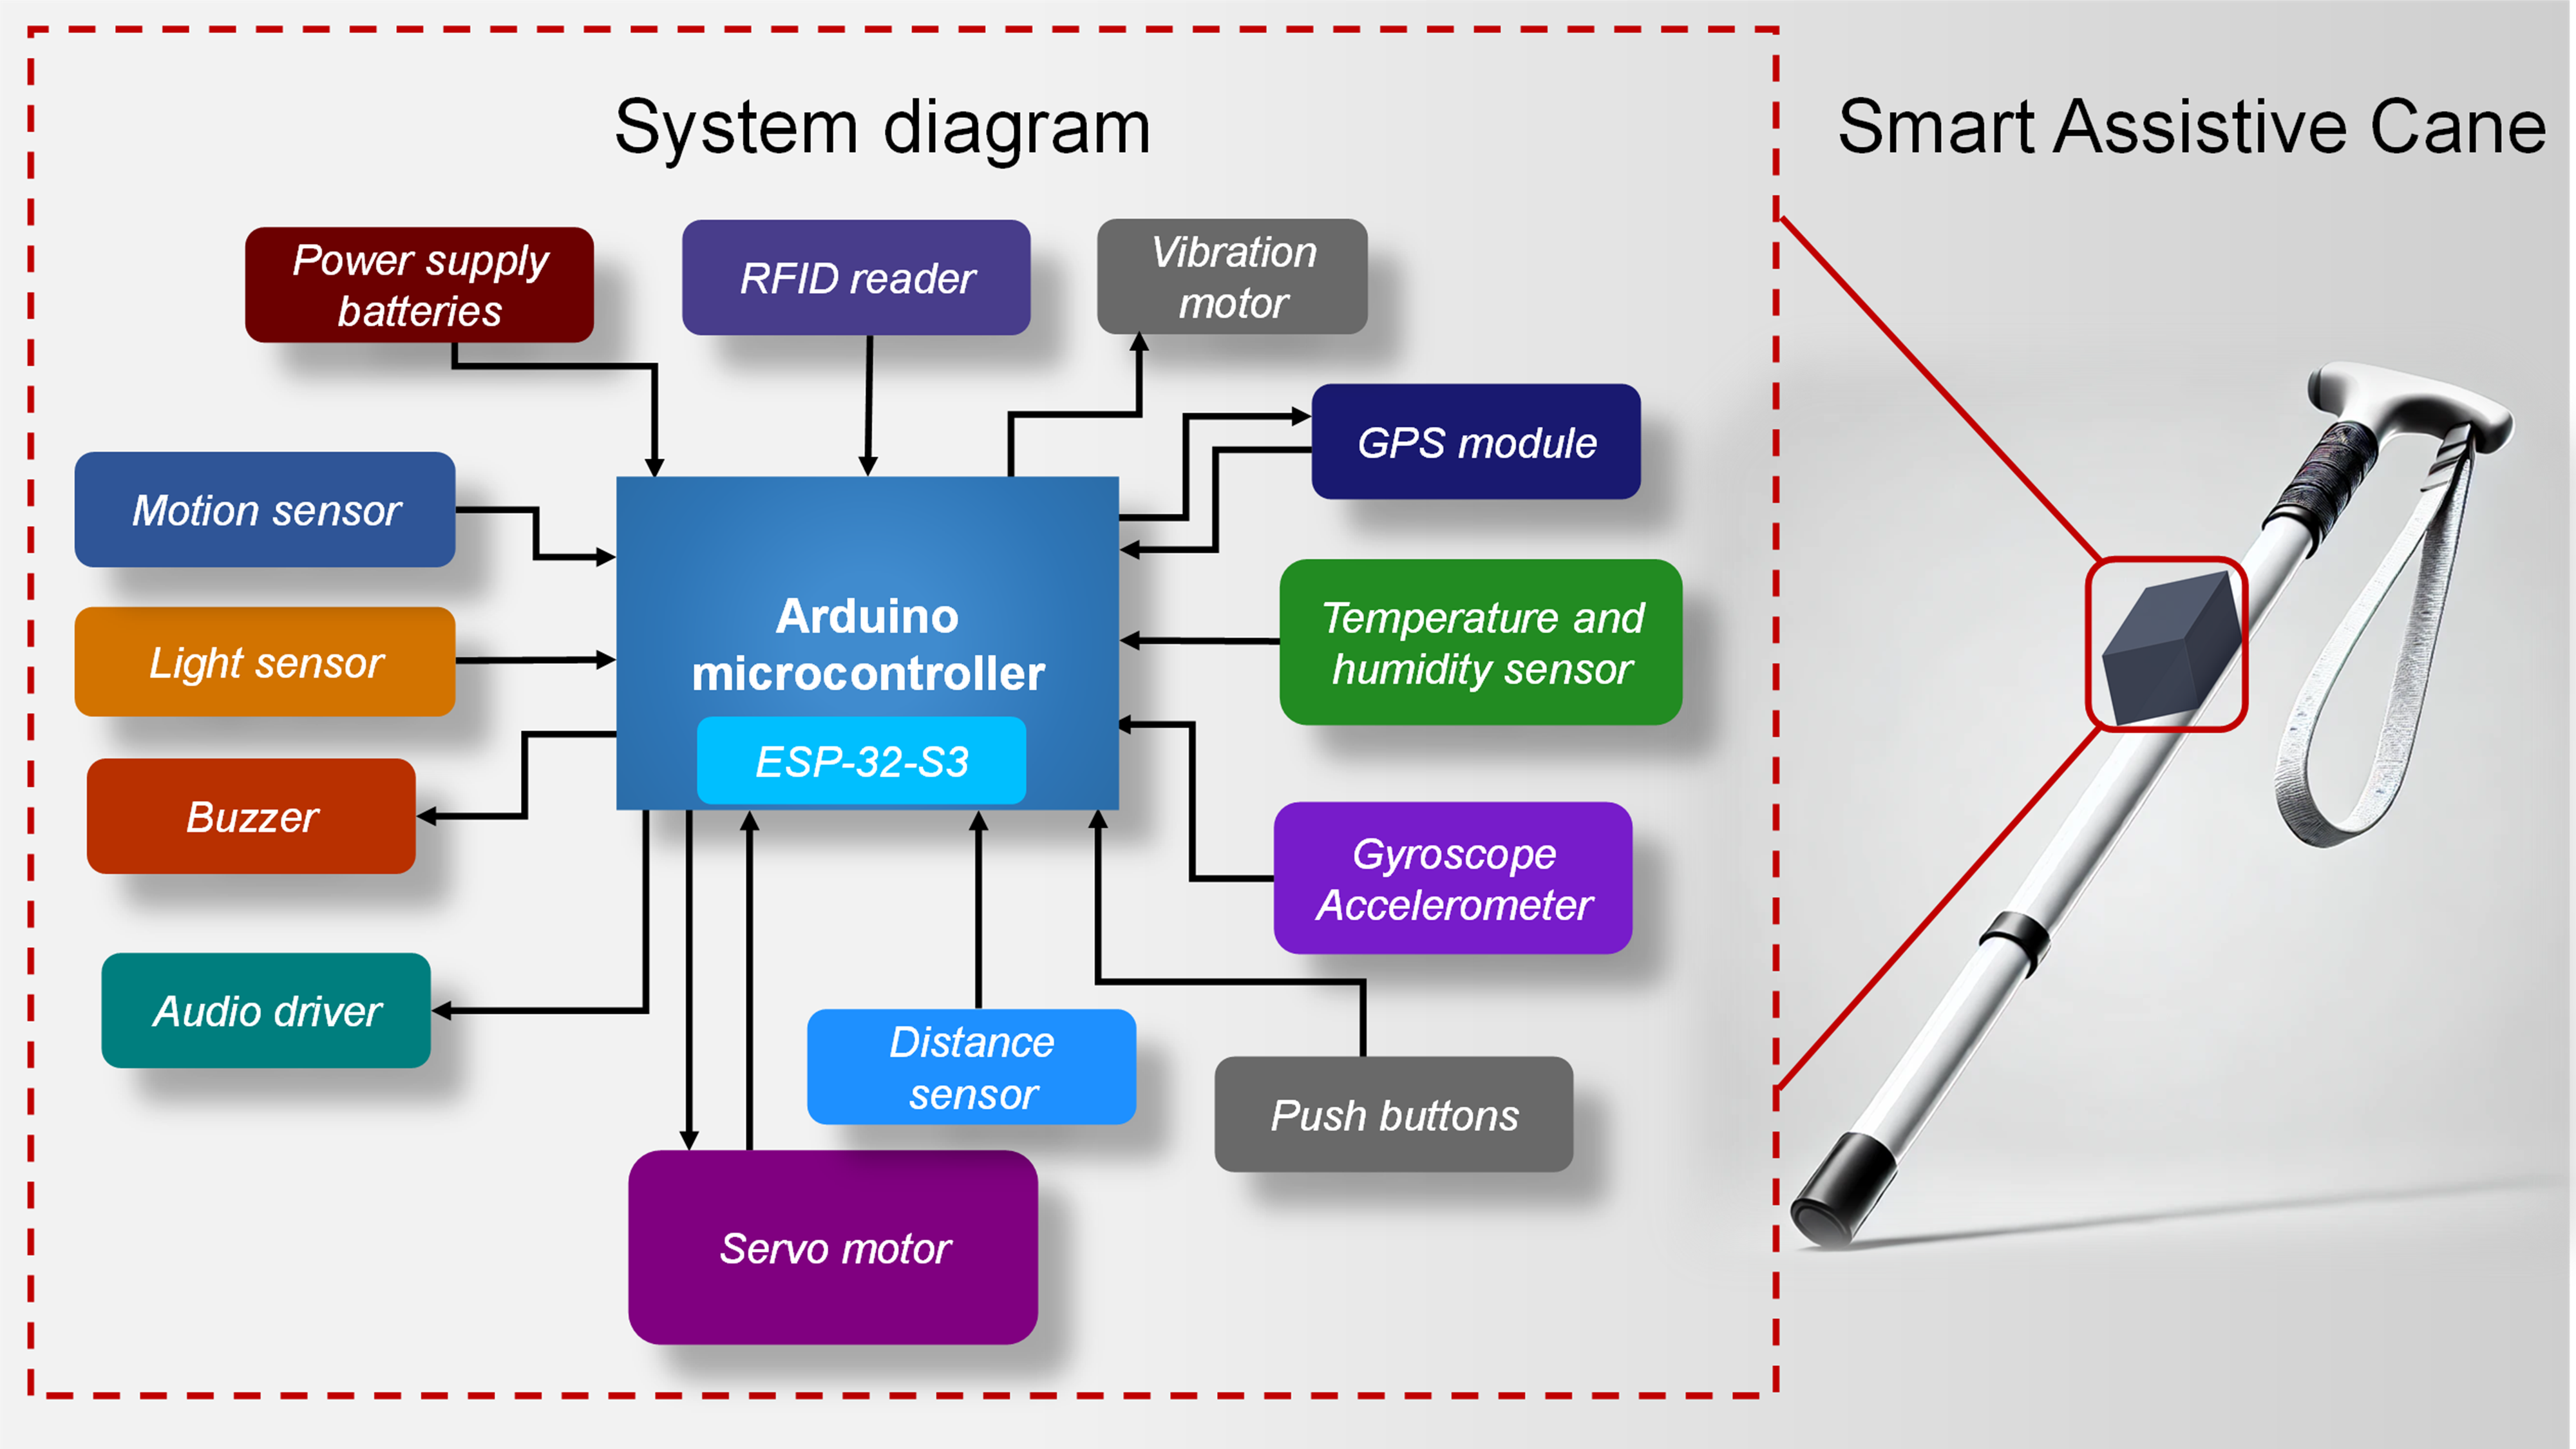 System diagram
Smart Assistive Cane
Power supply
batteries
RFID reader
Vibration
motor
GPS module
Motion sensor
Light sensor
Arduino
microcontroller
ESP-32-S3
Temperature and
humidity sensor
Buzzer
Gyroscope
Accelerometer
Audio driver
Distance
sensor
Push buttons
Servo motor